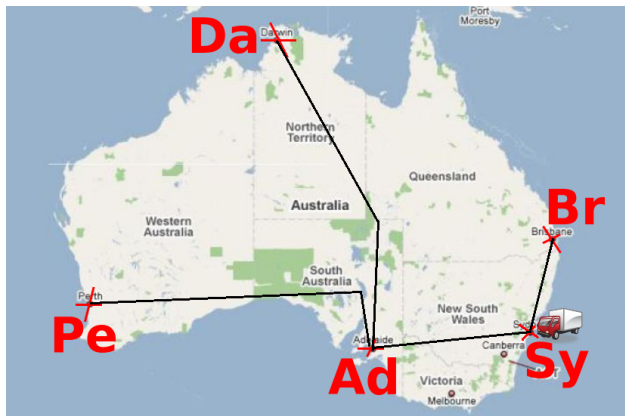 Port
Moresby
Da
Darwin
Northern
Territory
Queensland
Br
Brisbane
Australia
Western
Australia
South
Australia
Perth
Pe
New South
Wales
Adelaide
Ad
Canberra
Sy
Victoria
Melbourne